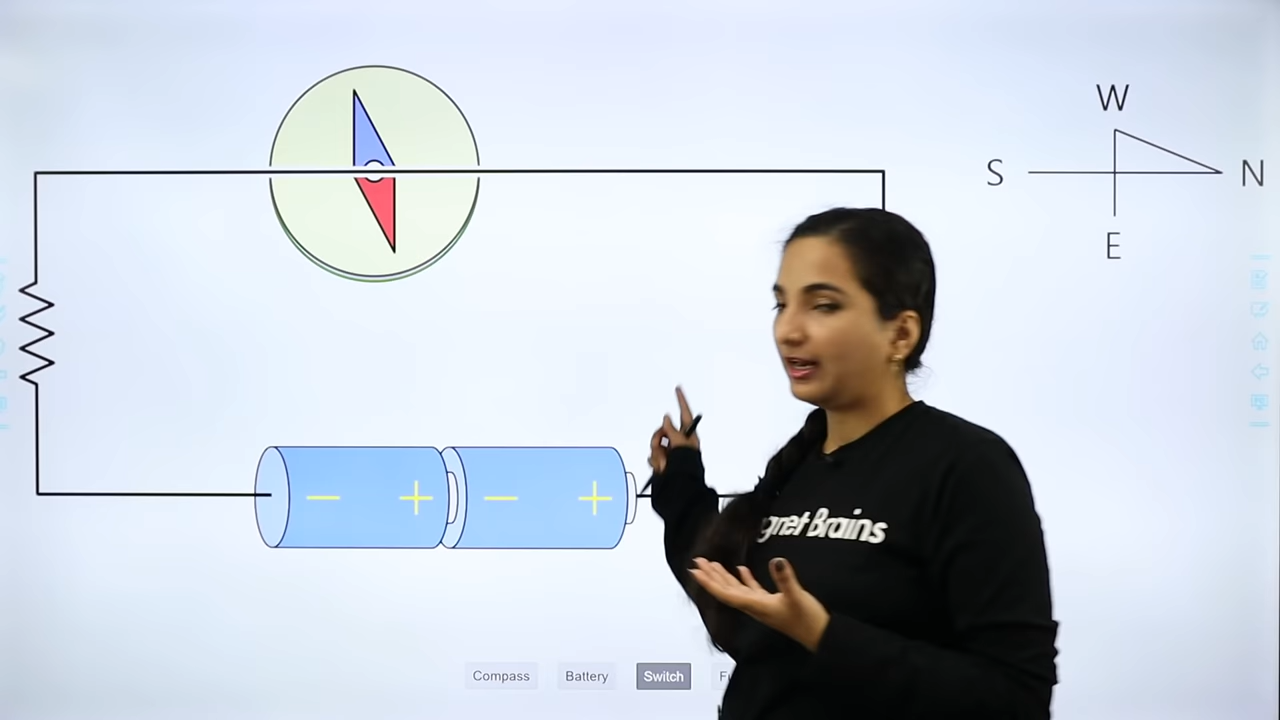 W
S N
E
− + − +
gnet Brains
Compass Battery Switch